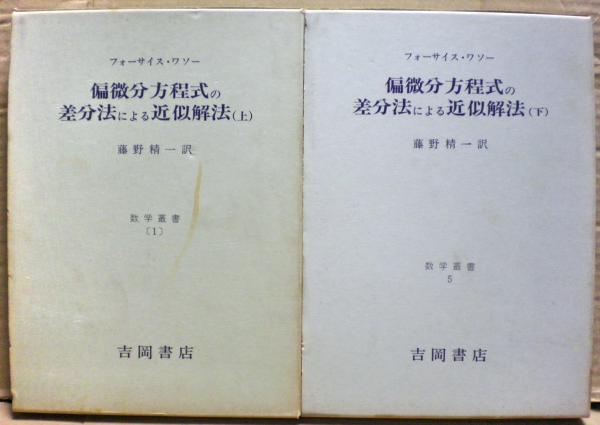 フォーサイス・ワソー
偏微分方程式の
差分法による近似解法(上)
藤野精一訳
数学叢書
〔1〕
吉岡書店
フォーサイス・ワソー
偏微分方程式の
差分法による近似解法(下)
藤野精一訳
数学叢書
5
吉岡書店